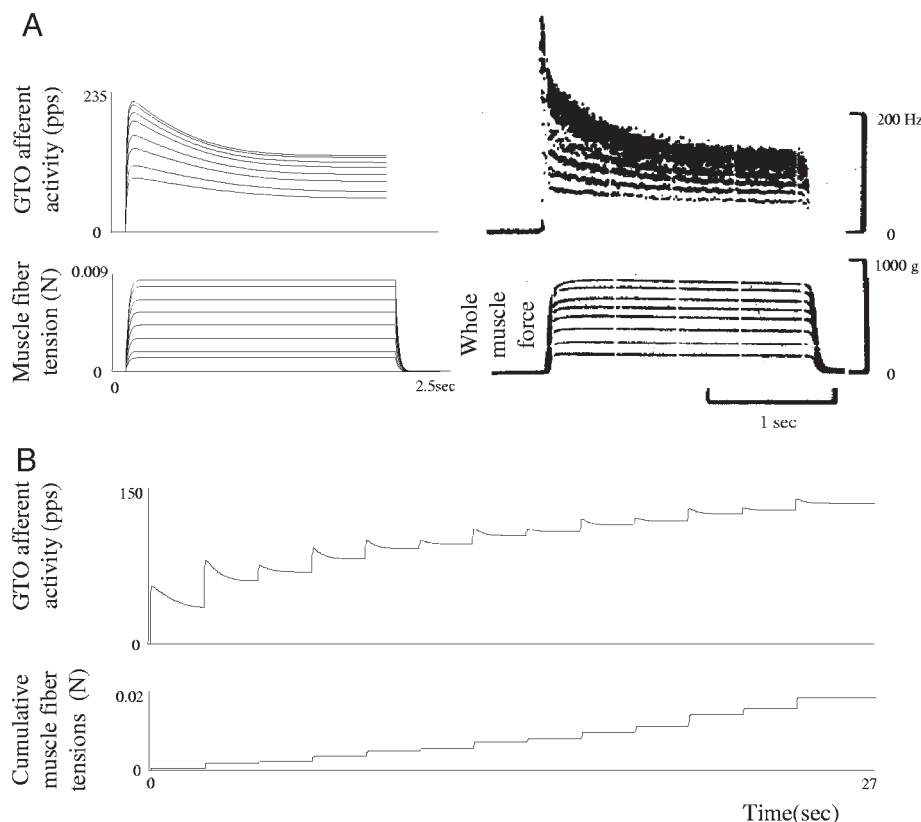 A
GTO afferent
activity (pps)
235
0
200 Hz
0
Muscle fiber
tension (N)
0.009
0
0
2.5sec
Whole
muscle
force
1000 g
0
1 sec
B
GTO afferent
activity (pps)
150
0
Cumulative
muscle fiber
tensions (N)
0.02
0
0
27
Time(sec)